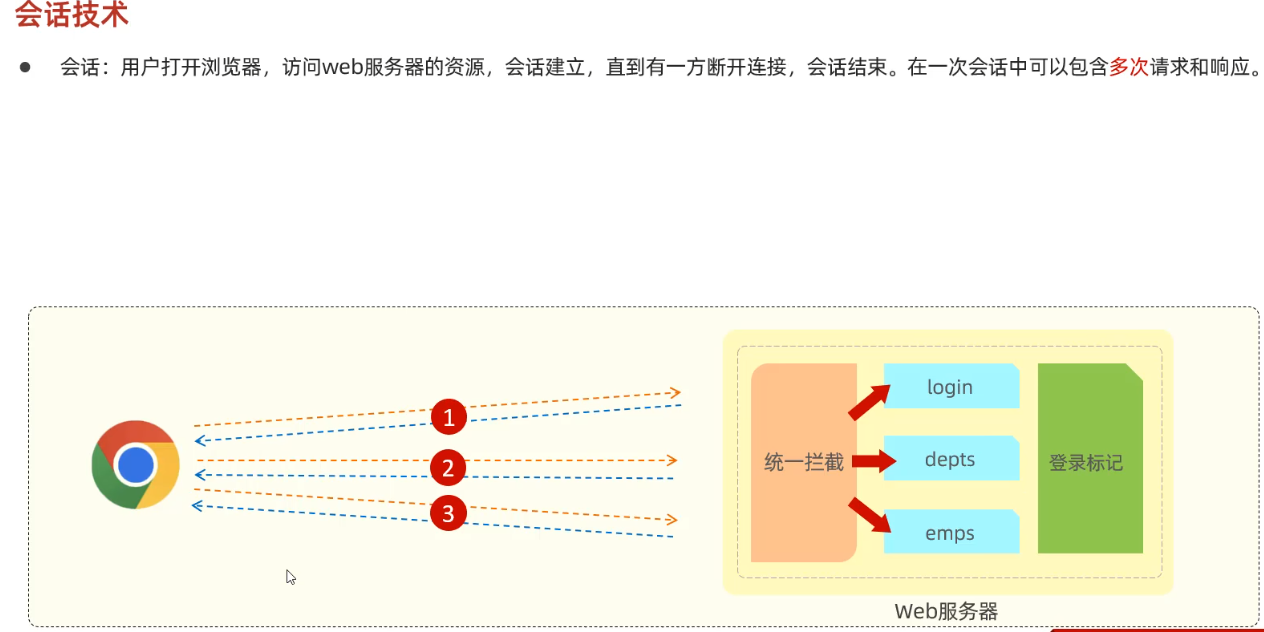 会话技术
● 会话：用户打开浏览器，访问web服务器的资源，会话建立，直到有一方断开连接，会话结束。在一次会话中可以包含多次请求和响应。
1
2
3
统一拦截
login
depts
emps
登录标记
Web服务器